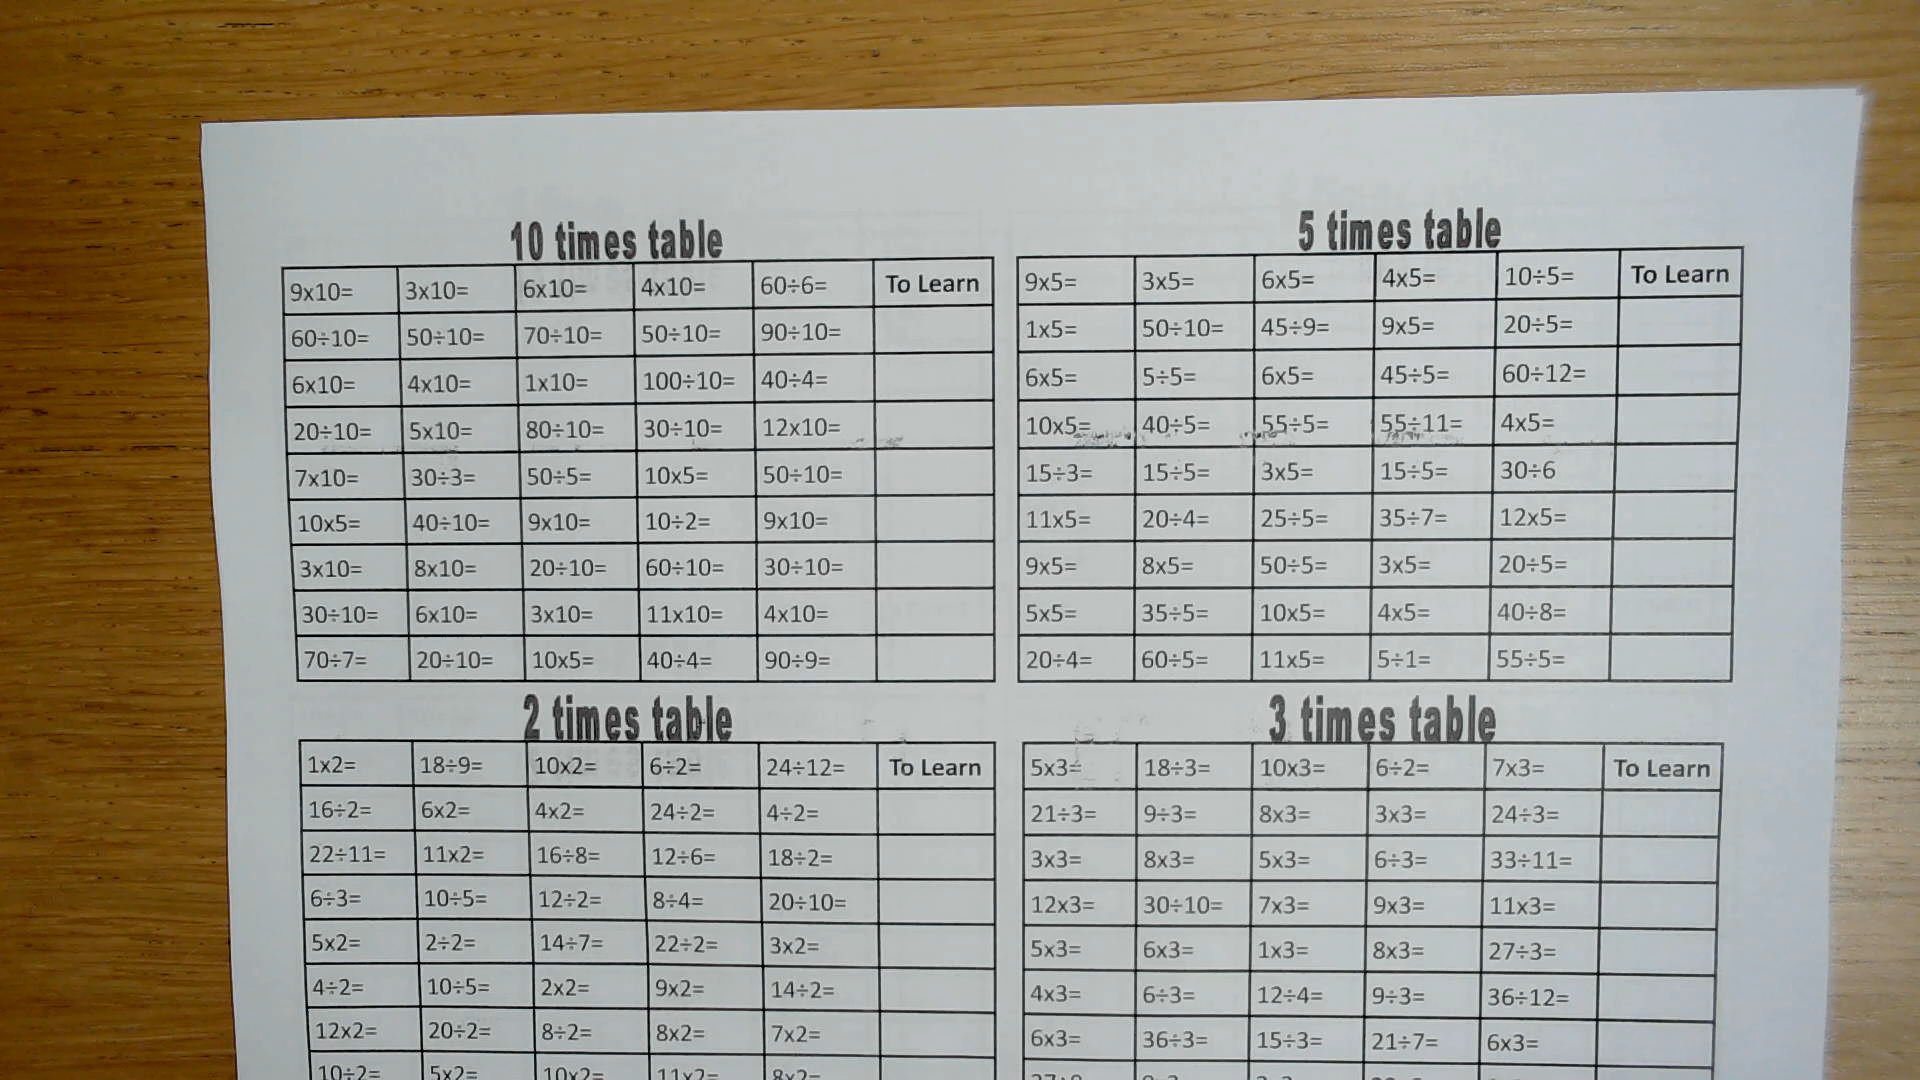 10 times table
9x10= 3x10= 6x10= 4x10= 60÷6= To Learn
60÷10= 50÷10= 70÷10= 50÷10= 90÷10=
6x10= 4x10= 1x10= 100÷10= 40÷4=
20÷10= 5x10= 80÷10= 30÷10= 12x10=
7x10= 30÷3= 50÷5= 10x5= 50÷10=
10x5= 40÷10= 9x10= 10÷2= 9x10=
3x10= 8x10= 20÷10= 60÷10= 30÷10=
30÷10= 6x10= 3x10= 11x10= 4x10=
70÷7= 20÷10= 10x5= 40÷4= 90÷9=
5 times table
9x5= 3x5= 6x5= 4x5= 10÷5= To Learn
1x5= 50÷10= 45÷9= 9x5= 20÷5=
6x5= 5÷5= 6x5= 45÷5= 60÷12=
10x5= 40÷5= 55÷5= 55÷11= 4x5=
15÷3= 15÷5= 3x5= 15÷5= 30÷6
11x5= 20÷4= 25÷5= 35÷7= 12x5=
9x5= 8x5= 50÷5= 3x5= 20÷5=
5x5= 35÷5= 10x5= 4x5= 40÷8=
20÷4= 60÷5= 11x5= 5÷1= 55÷5=
2 times table
1x2= 18÷9= 10x2= 6÷2= 24÷12= To Learn
16÷2= 6x2= 4x2= 24÷2= 4÷2=
22÷11= 11x2= 16÷8= 12÷6= 18÷2=
6÷3= 10÷5= 12÷2= 8÷4= 20÷10=
5x2= 2÷2= 14÷7= 22÷2= 3x2=
4÷2= 10÷5= 2x2= 9x2= 14÷2=
12x2= 20÷2= 8÷2= 8x2= 7x2=
10÷2= 5x2= 10x2= 11x2= 8x2=
3 times table
5x3= 18÷3= 10x3= 6÷2= 7x3= To Learn
21÷3= 9÷3= 8x3= 3x3= 24÷3=
3x3= 8x3= 5x3= 6÷3= 33÷11=
12x3= 30÷10= 7x3= 9x3= 11x3=
5x3= 6x3= 1x3= 8x3= 27÷3=
4x3= 6÷3= 12÷4= 9÷3= 36÷12=
6x3= 36÷3= 15÷3= 21÷7= 6x3=